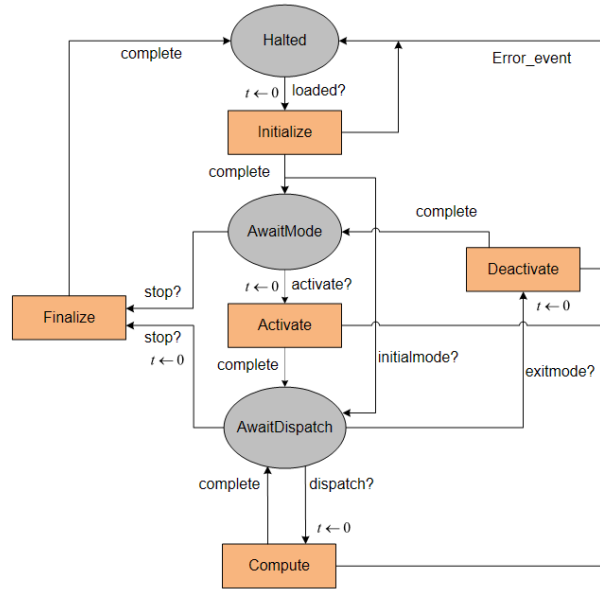 Halted
complete
Error_event
t ← 0 loaded?
Initialize
complete
AwaitMode
complete
Deactivate
t ← 0 activate?
stop?
t ← 0
Finalize
Activate
stop?
t ← 0
complete
initialmode?
exitmode?
AwaitDispatch
complete
dispatch?
t ← 0
Compute